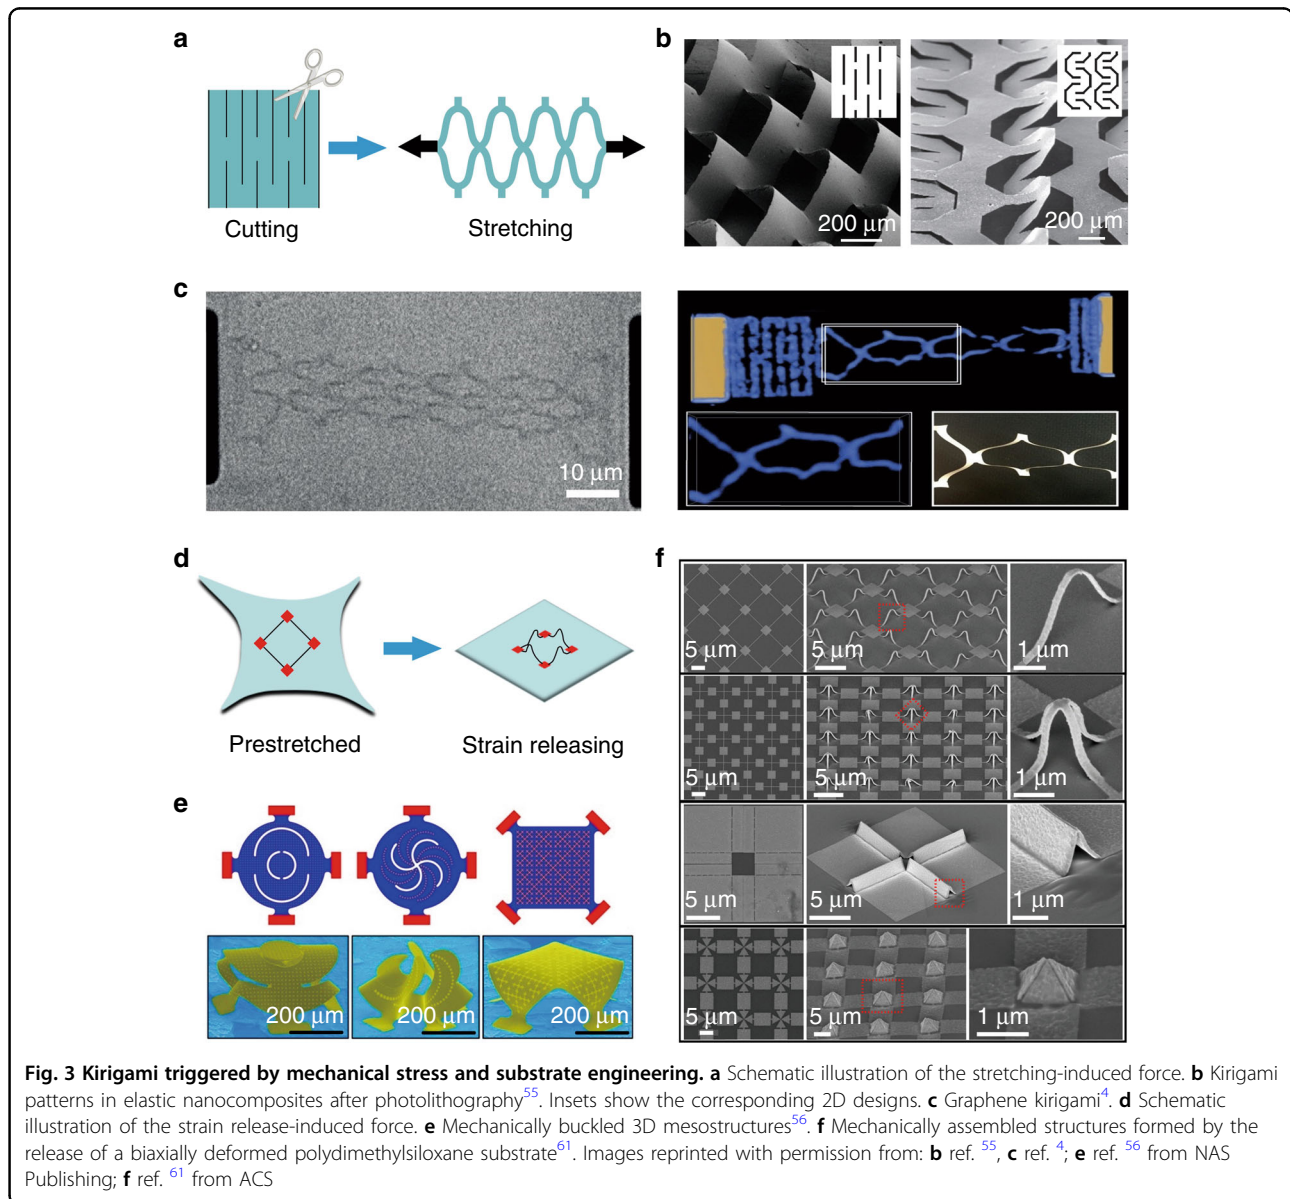 a
Cutting
Stretching
b
200 μm
200 μm
c
10 μm
d
Prestretched
Strain releasing
e
200 μm
200 μm
200 μm
f
5 μm
5 μm
1 μm
5 μm
5 μm
1 μm
5 μm
5 μm
1 μm
5 μm
5 μm
1 μm
Fig. 3 Kirigami triggered by mechanical stress and substrate engineering. a Schematic illustration of the stretching-induced force. b Kirigami
patterns in elastic nanocomposites after photolithography55. Insets show the corresponding 2D designs. c Graphene kirigami4. d Schematic
illustration of the strain release-induced force. e Mechanically buckled 3D mesostructures56. f Mechanically assembled structures formed by the
release of a biaxially deformed polydimethylsiloxane substrate61. Images reprinted with permission from: b ref. 55, c ref. 4; e ref. 56 from NAS
Publishing; f ref. 61 from ACS